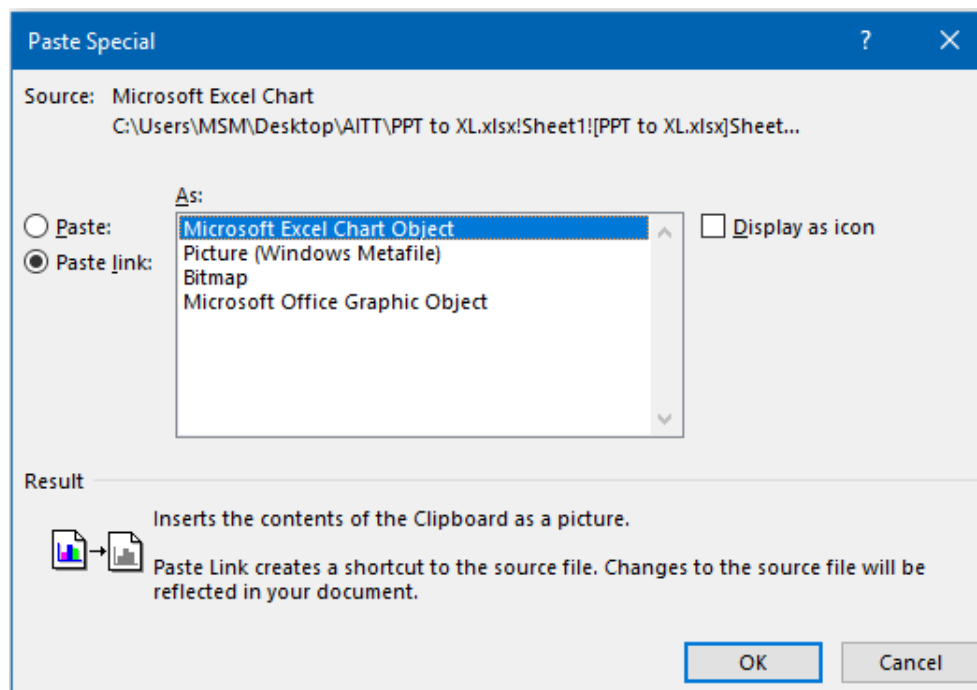 Paste Special
?
Source: Microsoft Excel Chart
C:\Users\MSM\Desktop\AITT\PPT to XL.xlsx!Sheet1![PPT to XL.xlsx]Sheet...
As:
Paste:
Paste link:
Microsoft Excel Chart Object
Picture (Windows Metafile)
Bitmap
Microsoft Office Graphic Object
Display as icon
Result
Inserts the contents of the Clipboard as a picture.
Paste Link creates a shortcut to the source file. Changes to the source file will be
reflected in your document.
OK
Cancel